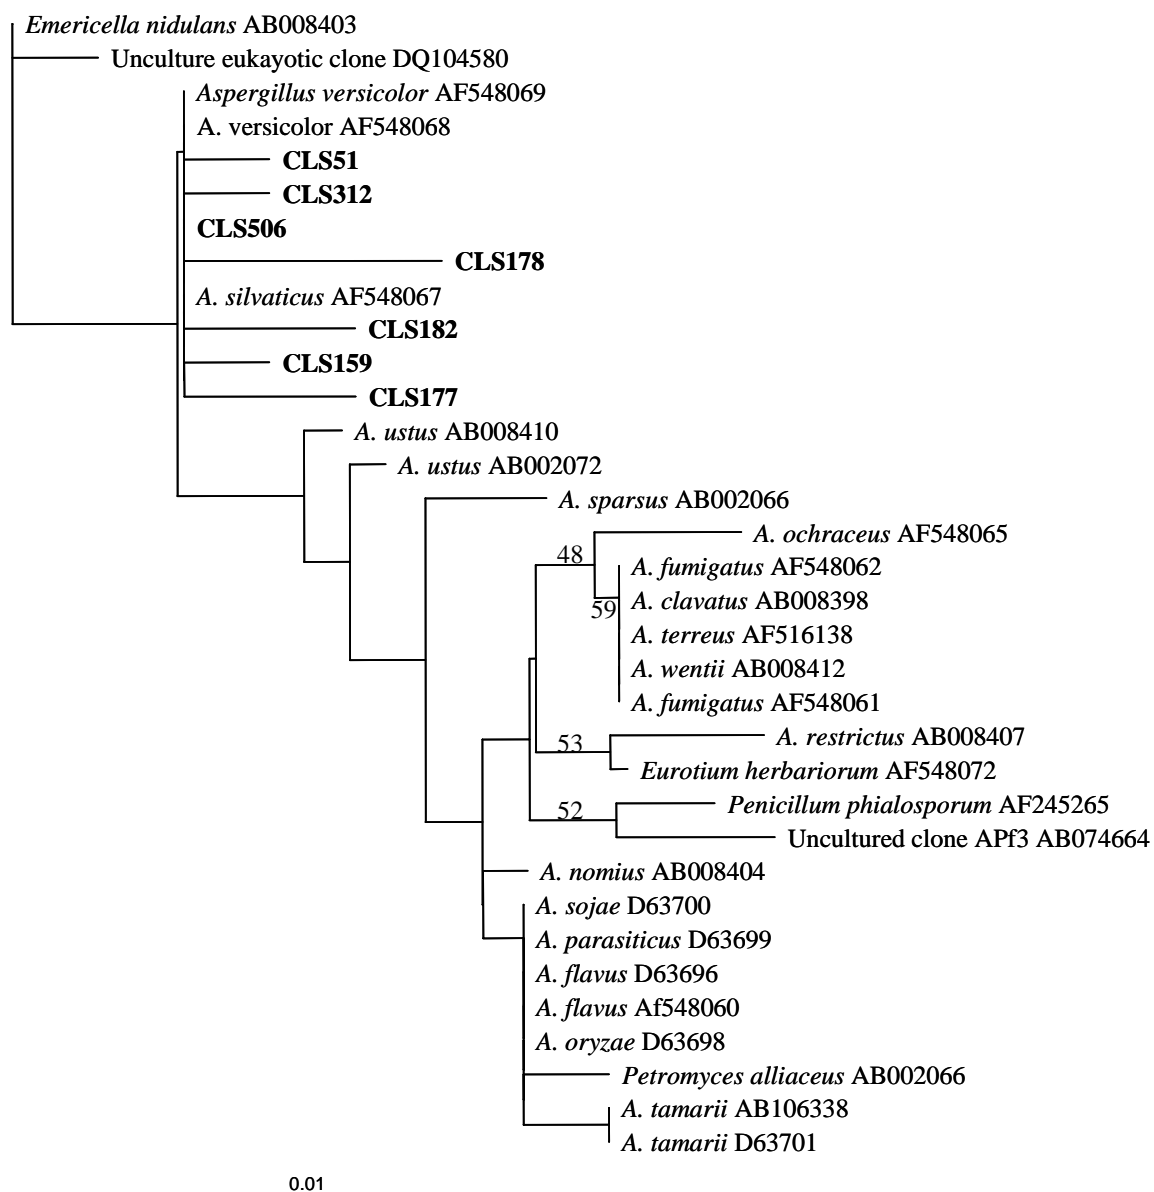 Emericella nidulans AB008403
Unculture eukayotic clone DQ104580
Aspergillus versicolor AF548069
A. versicolor AF548068
CLS51
CLS312
CLS506
CLS178
A. silvaticus AF548067
CLS182
CLS159
CLS177
A. ustus AB008410
A. ustus AB002072
A. sparsus AB002066
A. ochraceus AF548065
48
A. fumigatus AF548062
A. clavatus AB008398
59
A. terreus AF516138
A. wentii AB008412
A. fumigatus AF548061
A. restrictus AB008407
53
Eurotium herbariorum AF548072
Penicillum phialosporum AF245265
52
Uncultured clone APf3 AB074664
A. nomius AB008404
A. sojae D63700
A. parasiticus D63699
A. flavus D63696
A. flavus Af548060
A. oryzae D63698
Petromyces alliaceus AB002066
A. tamarii AB106338
A. tamarii D63701
0.01